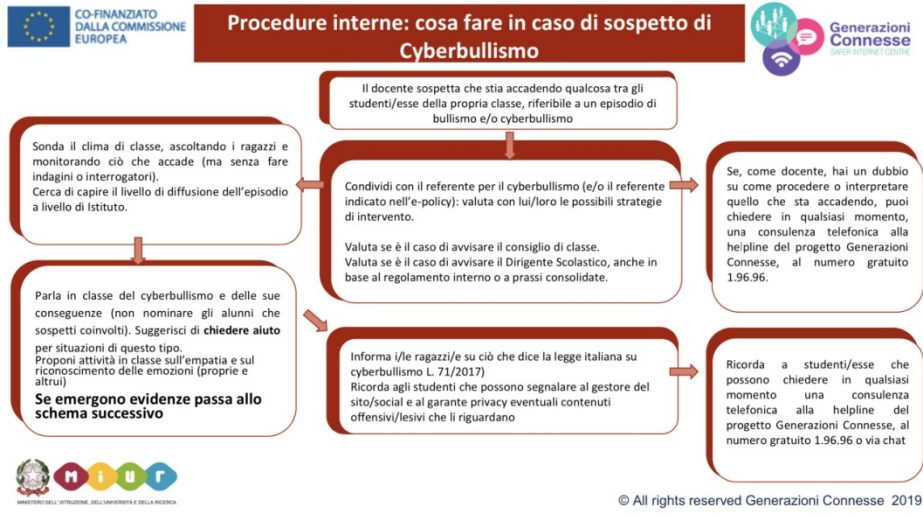 CO-FINANZIATO
DALLA COMMISSIONE
EUROPEA
Procedure interne: cosa fare in caso di sospetto di
Cyberbullismo
Generazioni
Connesse
SAFER INTERNET CENTRE
Il docente sospetta che stia accadendo qualcosa tra gli
studenti/esse della propria classe, riferibile a un episodio di
bullismo e/o cyberbullismo
Sonda il clima di classe, ascoltando i ragazzi e
monitorando ciò che accade (ma senza fare
indagini o interrogatori).
Cerca di capire il livello di diffusione dell'episodio
a livello di Istituto.
Condividi con il referente per il cyberbullismo (e/o il referente
indicato nell'e-policy): valuta con lui/loro le possibili strategie
di intervento.
Valuta se è il caso di avvisare il consiglio di classe.
Valuta se è il caso di avvisare il Dirigente Scolastico, anche in
base al regolamento interno o a prassi consolidate.
Se, come docente, hai un dubbio
su come procedere o interpretare
quello che sta accadendo, puoi
chiedere in qualsiasi momento,
una consulenza telefonica alla
helpline del progetto Generazioni
Connesse, al numero gratuito
1.96.96.
Parla in classe del cyberbullismo e delle sue
conseguenze (non nominare gli alunni che
sospetti coinvolti). Suggerisci di chiedere aiuto
per situazioni di questo tipo.
Proponi attività in classe sull'empatia e sul
riconoscimento delle emozioni (proprie e
altrui)
Se emergono evidenze passa allo
schema successivo
Informa i/le ragazzi/e su ciò che dice la legge italiana su
cyberbullismo L. 71/2017)
Ricorda agli studenti che possono segnalare al gestore del
sito/social e al garante privacy eventuali contenuti
offensivi/lesivi che li riguardano
Ricorda a studenti/esse che
possono chiedere in qualsiasi
momento una consulenza
telefonica alla helpline del
progetto Generazioni Connesse, al
numero gratuito 1.96.96 o via chat
miur
MINISTERO DELL'ISTRUZIONE, DELL'UNIVERSITÀ E DELLA RICERCA
© All rights reserved Generazioni Connesse 2019